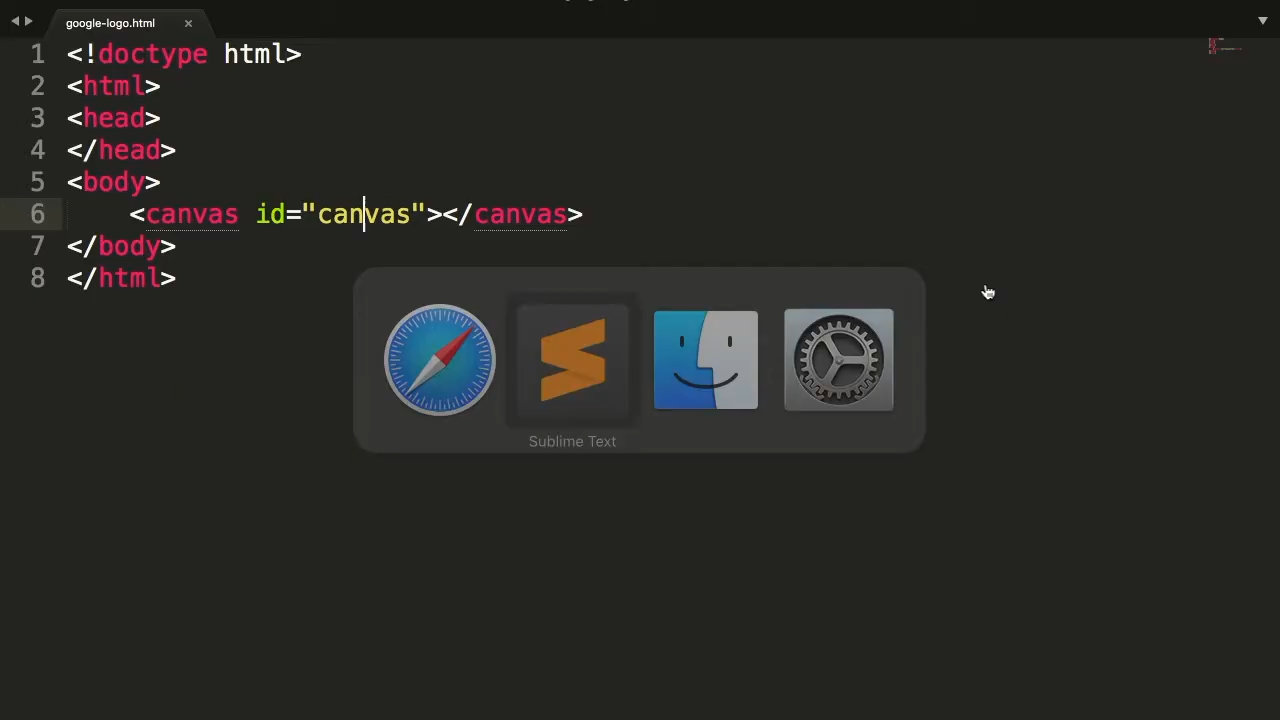 google-logo.html ×
1 <!doctype html>
2 <html>
3 <head>
4 </head>
5 <body>
6     <canvas id="canvas"></canvas>
7 </body>
8 </html>
Sublime Text